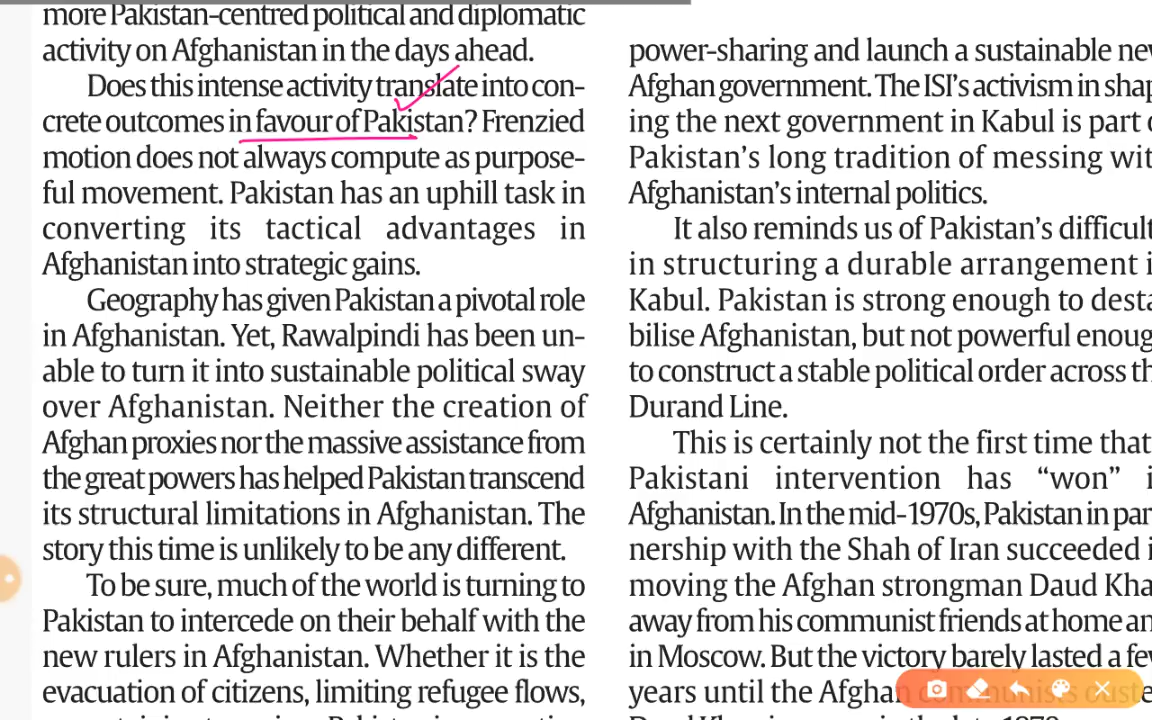 more Pakistan-centred political and diplomatic
activity on Afghanistan in the days ahead.
Does this intense activity translate into con-
crete outcomes in favour of Pakistan? Frenzied
motion does not always compute as purpose-
ful movement. Pakistan has an uphill task in
converting its tactical advantages in
Afghanistan into strategic gains.
Geography has given Pakistan a pivotal role
in Afghanistan. Yet, Rawalpindi has been un-
able to turn it into sustainable political sway
over Afghanistan. Neither the creation of
Afghan proxies nor the massive assistance from
the great powers has helped Pakistan transcend
its structural limitations in Afghanistan. The
story this time is unlikely to be any different.
To be sure, much of the world is turning to
Pakistan to intercede on their behalf with the
new rulers in Afghanistan. Whether it is the
evacuation of citizens, limiting refugee flows,
power-sharing and launch a sustainable
Afghan government. The ISI's activism in
ing the next government in Kabul is part
Pakistan's long tradition of messing
Afghanistan's internal politics.
It also reminds us of Pakistan's
in structuring a durable arrangement
Kabul. Pakistan is strong enough to
bilise Afghanistan, but not powerful
to construct a stable political order across
Durand Line.
This is certainly not the first time that
Pakistani intervention has “won”
Afghanistan. In the mid-1970s, Pakistan in
nership with the Shah of Iran succeeded
moving the Afghan strongman Daud
away from his communist friends at home
in Moscow. But the victory barely lasted a
years until the Afghan communists